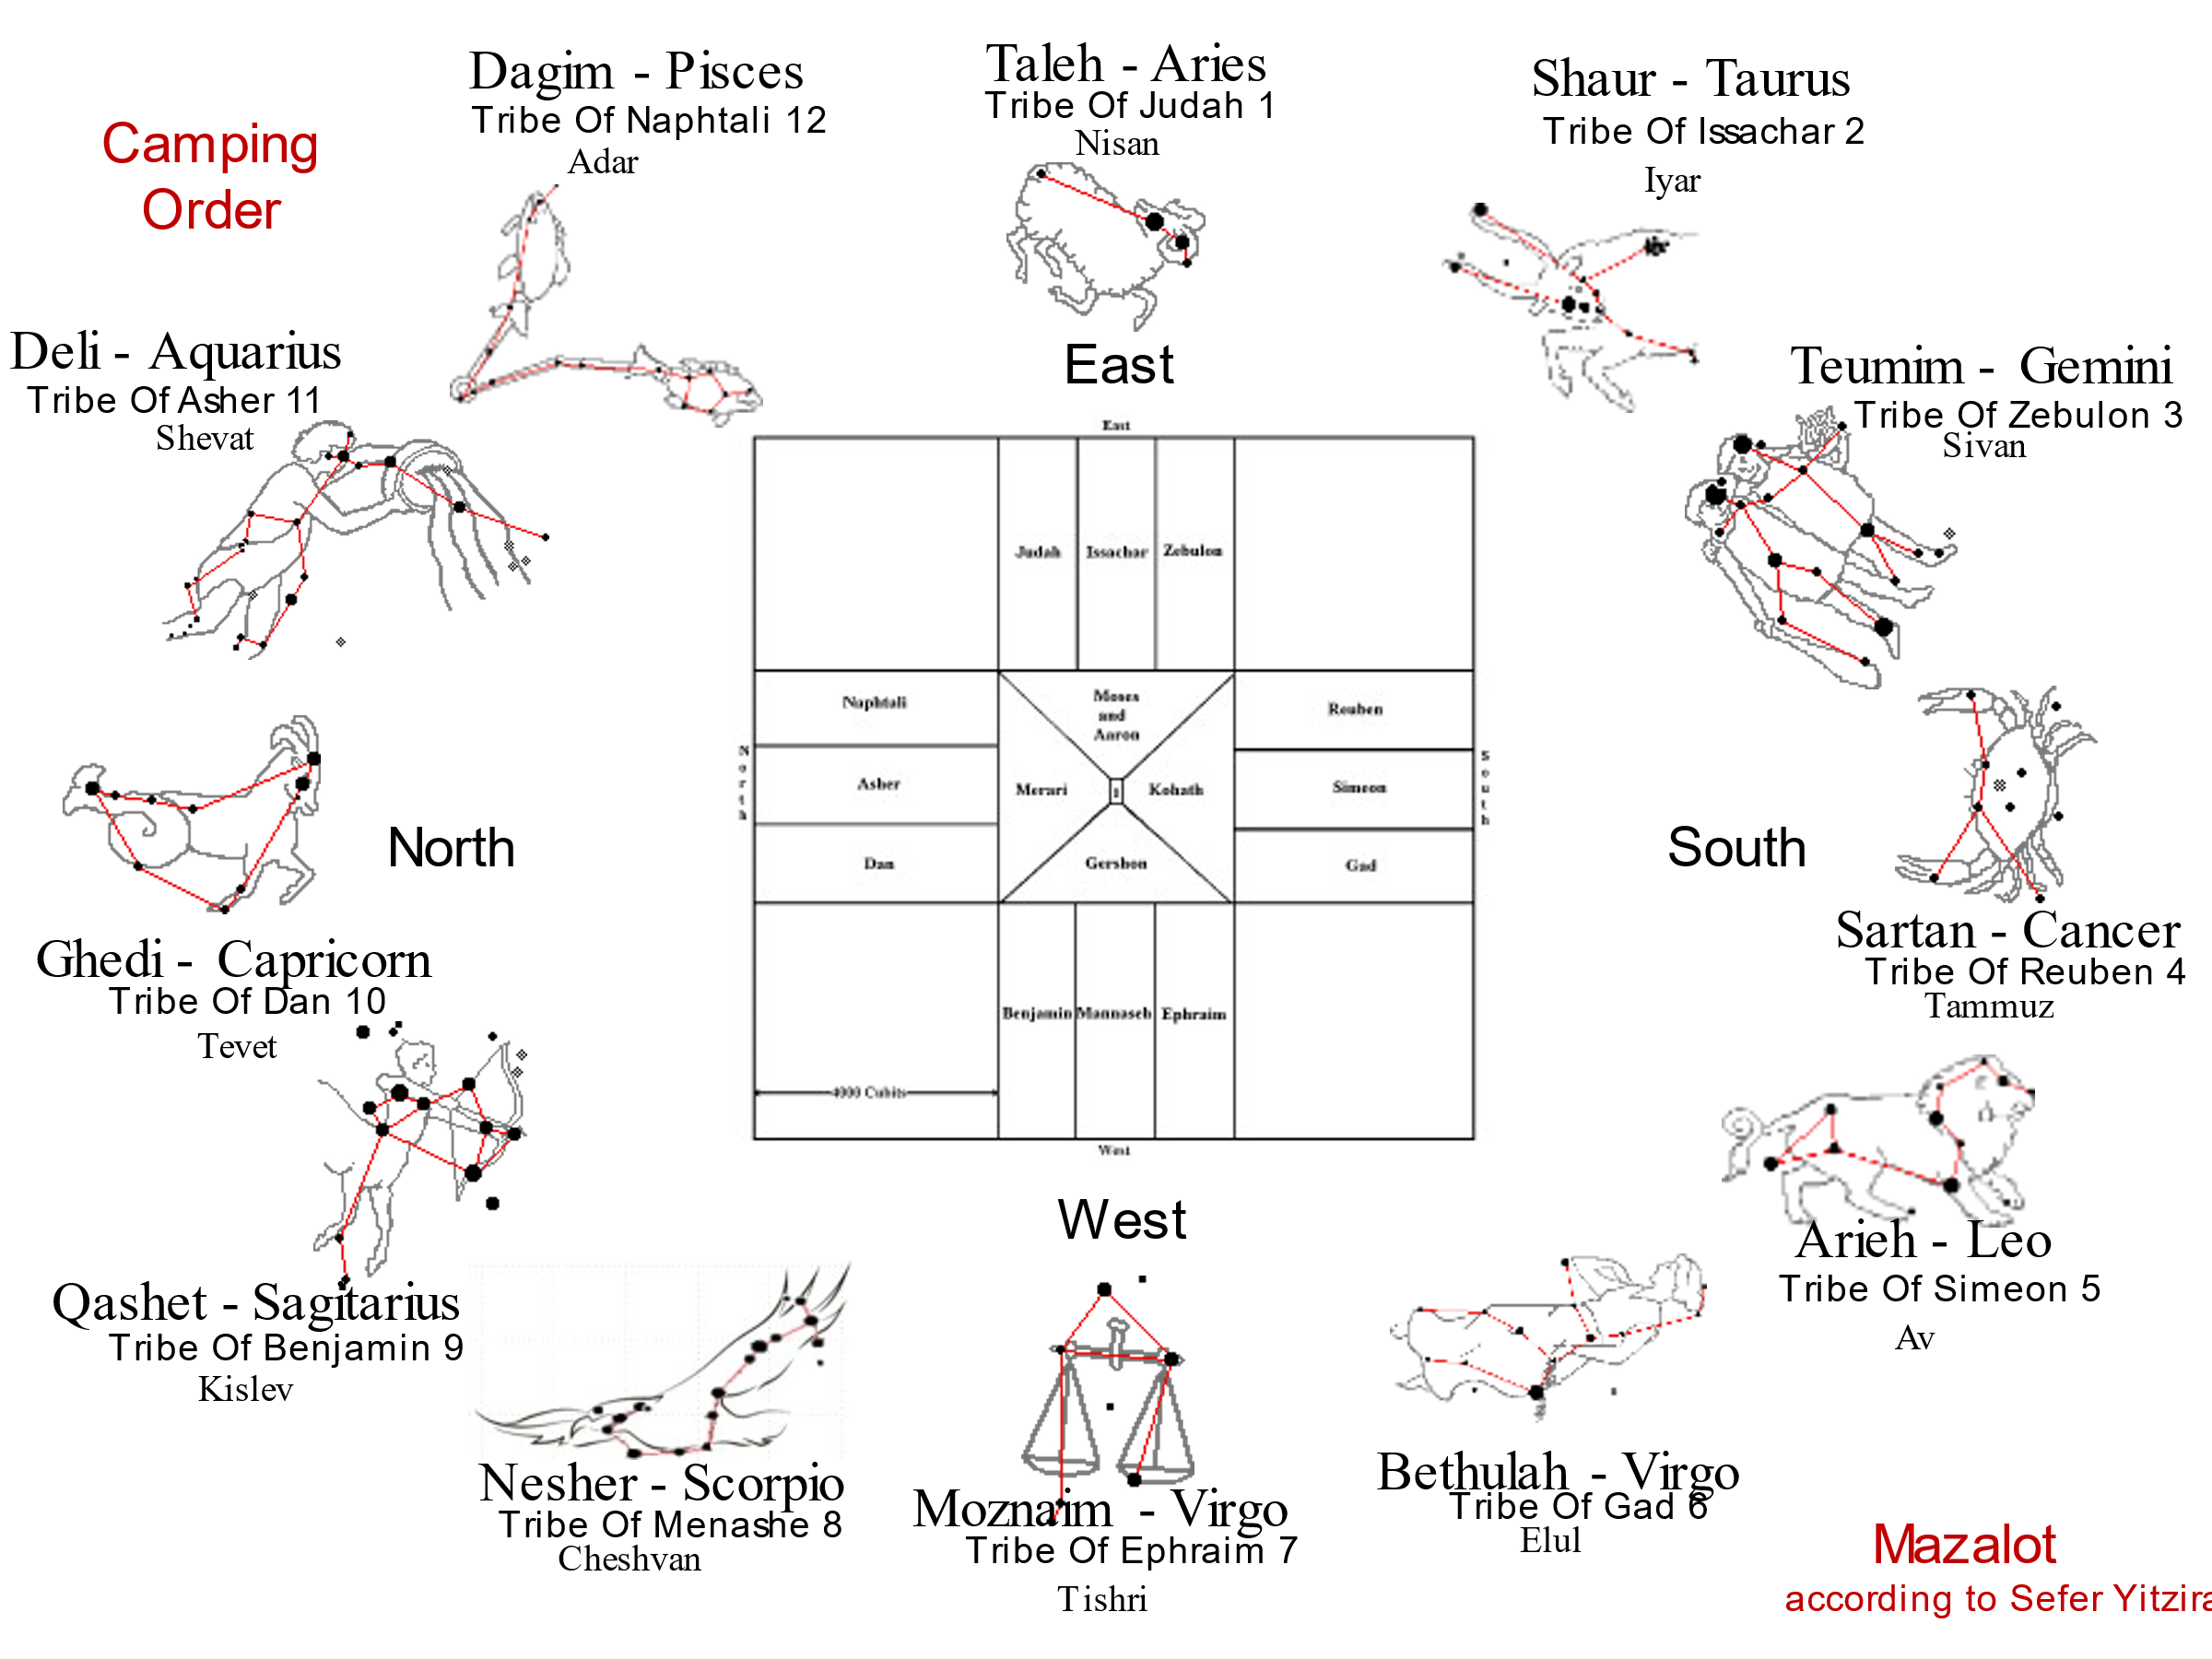 Dagim - Pisces
Tribe Of Naphtali 12
Adar
Taleh - Aries
Tribe Of Judah 1
Nisan
Shaur - Taurus
Tribe Of Issachar 2
Iyar
Camping
Order
Deli - Aquarius
Tribe Of Asher 11
Shevat
East
Teumim - Gemini
Tribe Of Zebulon 3
Sivan
East
Judah
Issachar
Zebulon
Naphtali
Moses
and
Aaron
Reuben
North
Asher
Merari
Kohath
Simeon
South
Dan
Gershon
Gad
Benjamin
Mannaseh
Ephraim
4000 Cubits
West
North
South
Ghedi - Capricorn
Tribe Of Dan 10
Tevet
Sartan - Cancer
Tribe Of Reuben 4
Tammuz
West
Arieh - Leo
Tribe Of Simeon 5
Av
Qashet - Sagitarius
Tribe Of Benjamin 9
Kislev
Nesher - Scorpio
Tribe Of Menashe 8
Cheshvan
Moznaim - Virgo
Tribe Of Ephraim 7
Tishri
Bethulah - Virgo
Tribe Of Gad 6
Elul
Mazalot
according to Sefer Yitzira